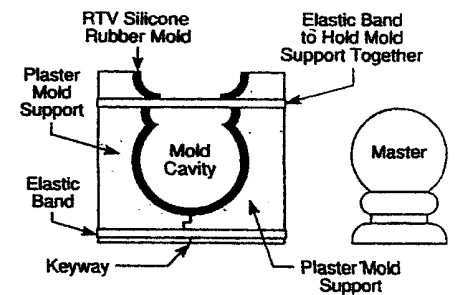 RTV Silicone
Rubber Mold
Elastic Band
to Hold Mold
Support Together
Plaster
Mold
Support
Mold
Cavity
Master
Elastic
Band
Keyway
Plaster Mold
Support